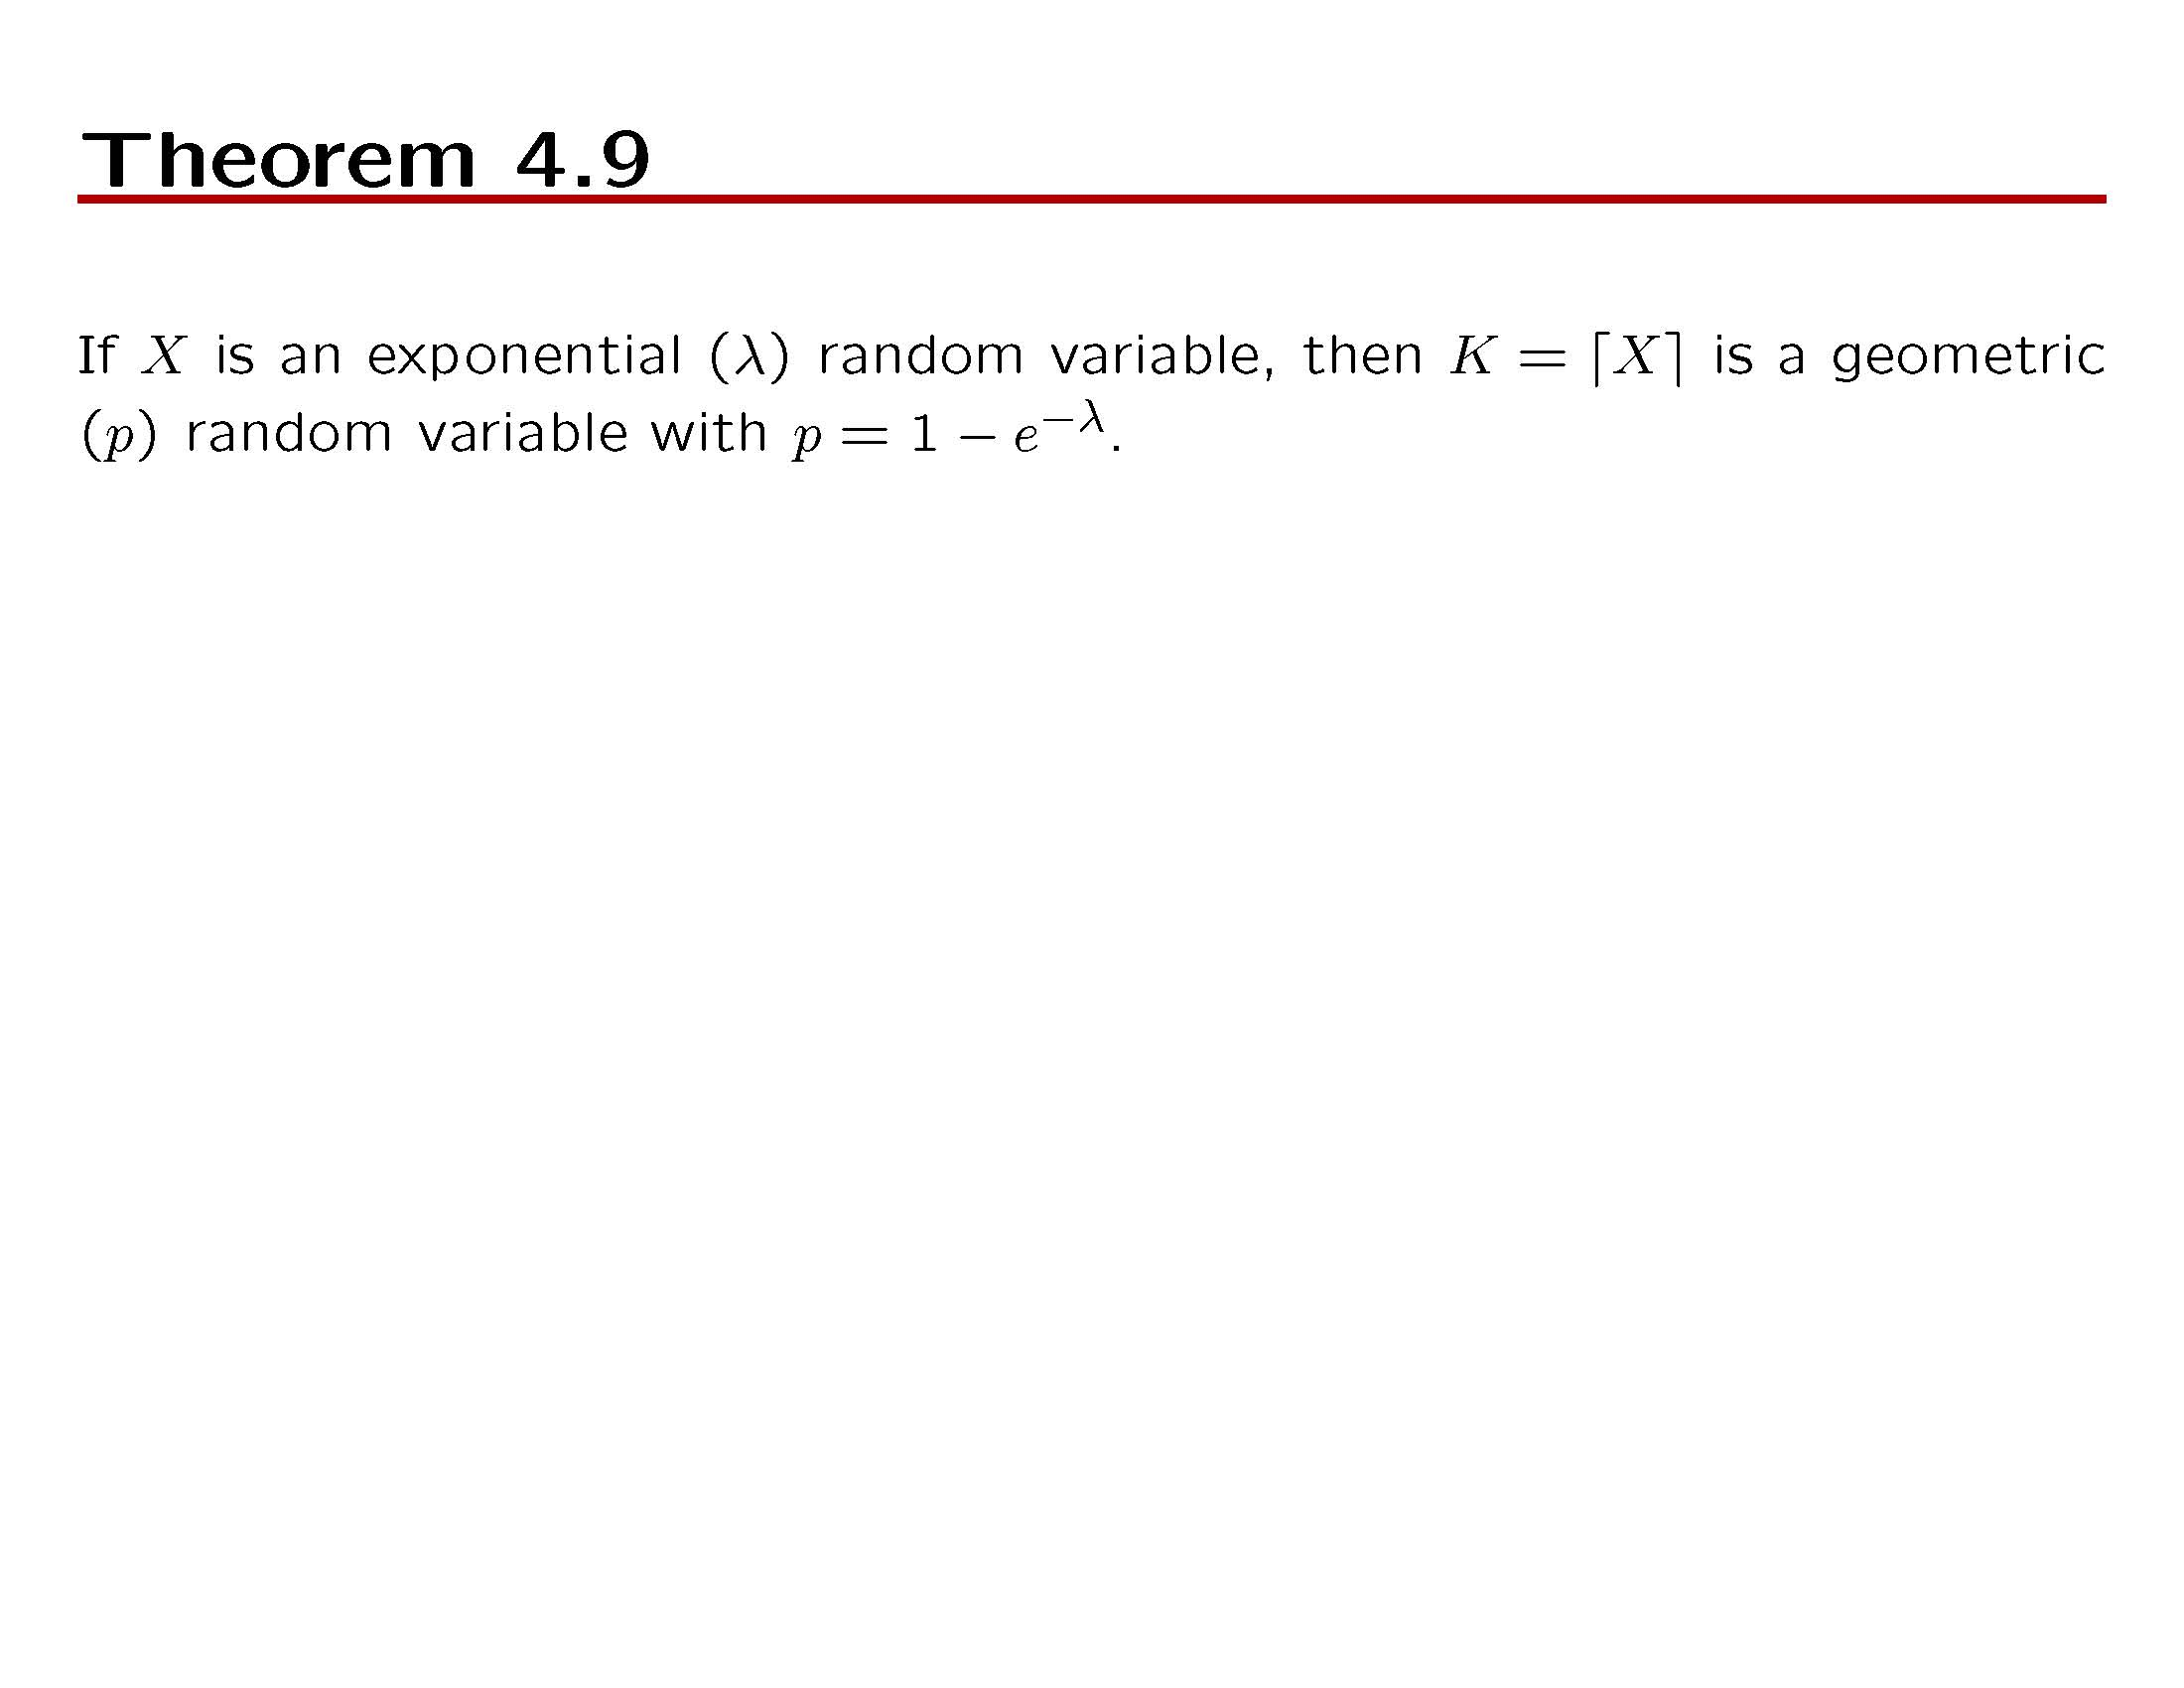 Theorem 4.9
If X is an exponential (λ) random variable, then K = ⌈X⌉ is a geometric
(p) random variable with p = 1 − e^{−λ}.